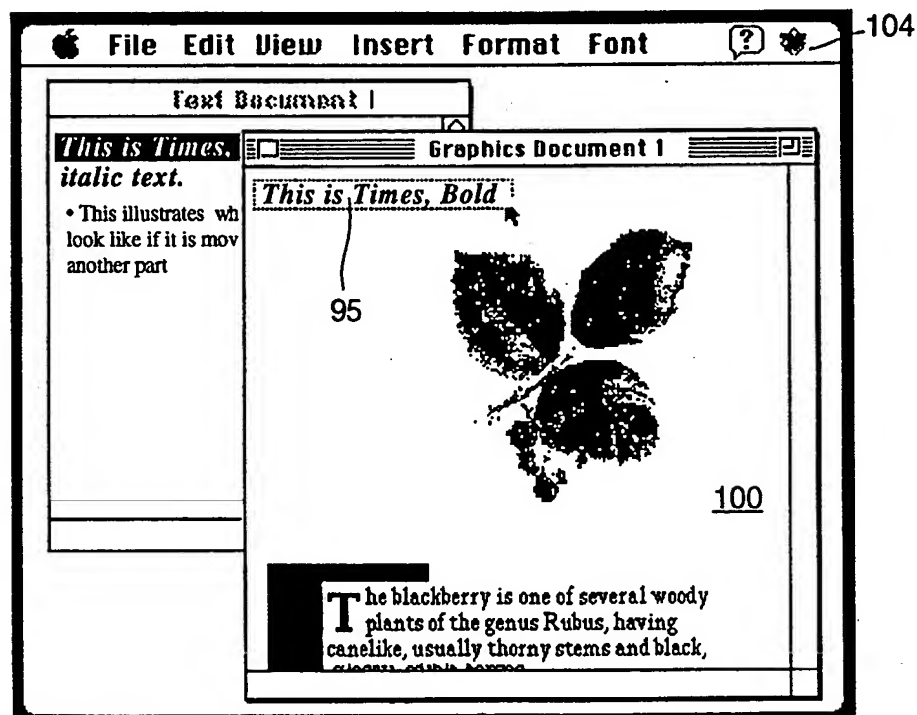 File Edit View Insert Format Font
104
Text Document 1
This is Times,
italic text.
• This illustrates wh
look like if it is mov
another part
Graphics Document 1
This is Times, Bold
95
100
The blackberry is one of several woody
plants of the genus Rubus, having
canelike, usually thorny stems and black,